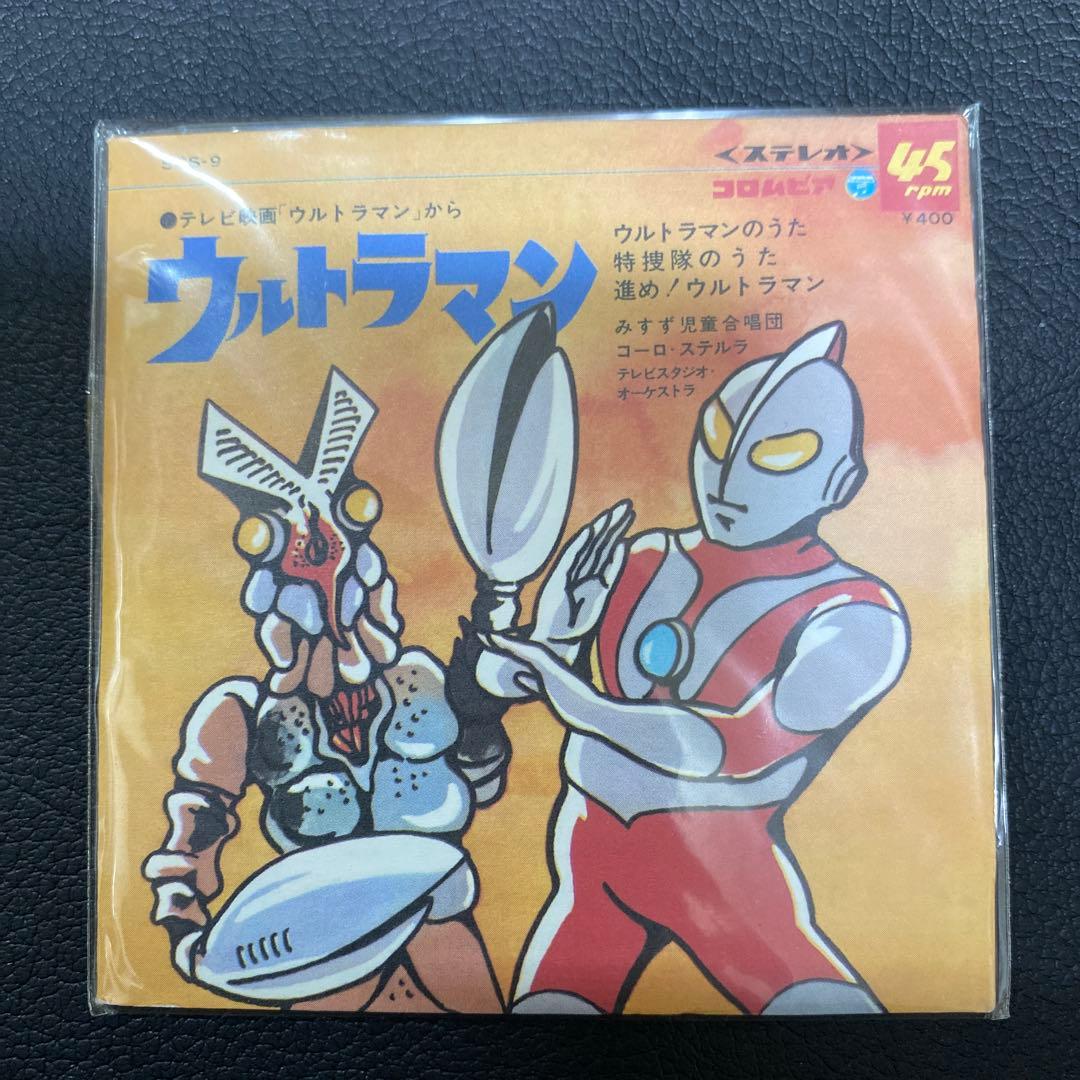 <ステレオ>
コロムビア
45
rpm
¥400
●テレビ映画「ウルトラマン」から
ウルトラマン
ウルトラマンのうた
特捜隊のうた
進め!ウルトラマン
みすず児童合唱団
コーロ・ステルラ
テレビスタジオ・
オーケストラ